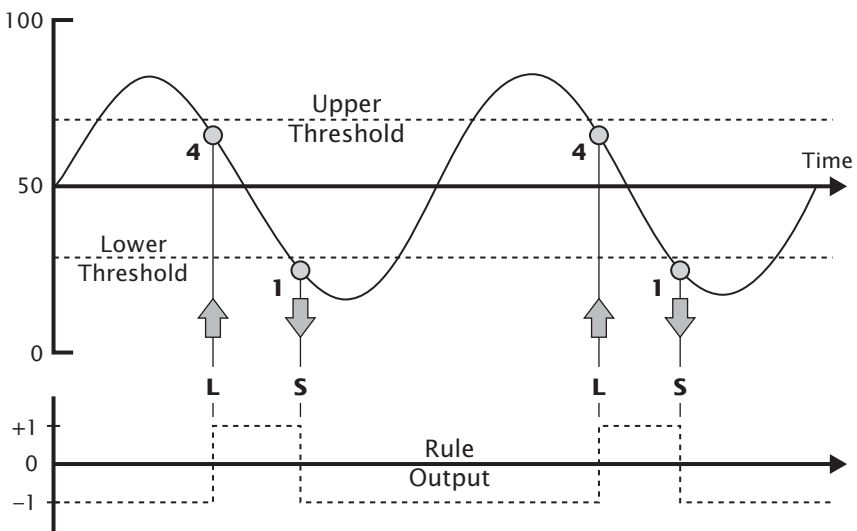 100
Upper
Threshold
4
4
Time
50
Lower
Threshold
1
1
0
L
S
L
S
+1
Rule
0
Output
−1